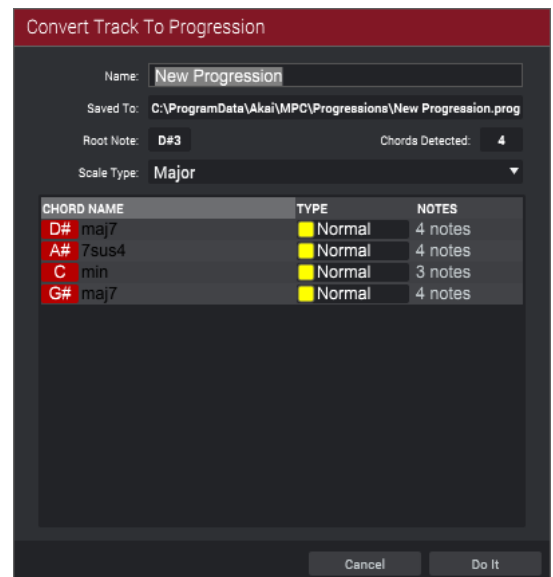 Convert Track To Progression
Name: New Progression
Saved To: C:\ProgramData\Akai\MPC\Progressions\New Progression.prog
Root Note: D#3 Chords Detected: 4
Scale Type: Major
CHORD NAME TYPE NOTES
D# maj7 Normal 4 notes
A# 7sus4 Normal 4 notes
C min Normal 3 notes
G# maj7 Normal 4 notes
Cancel Do It